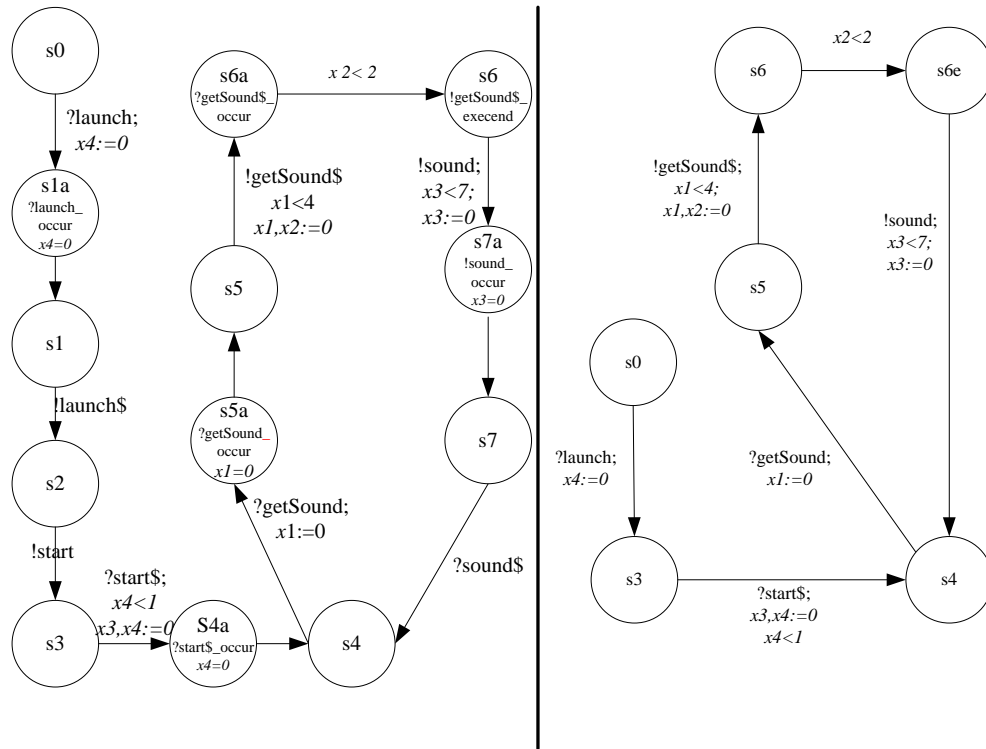 s0
?launch;
x4:=0
s1a
?launch_
occur
x4=0
s1
!launch$
s2
!start
s3
?start$;
x4<1
x3,x4:=0
S4a
?start$_occur
x4=0
s4
?getSound;
x1:=0
s5a
?getSound_
occur
x1=0
s5
!getSound$
x1<4
x1,x2:=0
s6a
?getSound$_
occur
x 2< 2
s6
!getSound$_
execend
!sound;
x3<7;
x3:=0
s7a
!sound_
occur
x3=0
s7
?sound$
s0
?launch;
x4:=0
s3
?start$;
x3,x4:=0
x4<1
s4
?getSound;
x1:=0
s5
!getSound$;
x1<4;
x1,x2:=0
s6
x2<2
s6e
!sound;
x3<7;
x3:=0